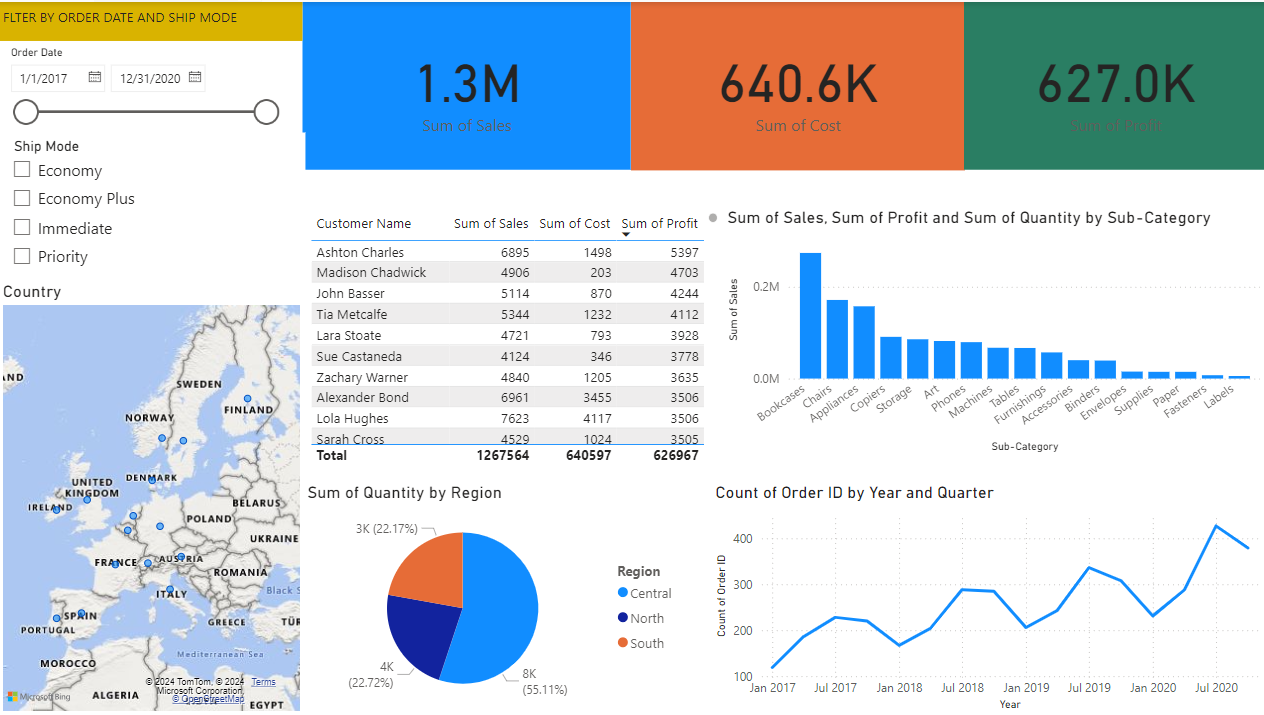 FLTER BY ORDER DATE AND SHIP MODE
Order Date
1/1/2017 12/31/2020
Ship Mode
Economy
Economy Plus
Immediate
Priority
Country
SWEDEN
FINLAND
NORWAY
DENMARK
UNITED
KINGDOM
IRELAND
BELARUS
POLAND
UKRAINE
FRANCE
AUSTRIA
ROMANIA
ITALY
Black S
SPAIN
PORTUGAL
GREECE
TÜR
Mediterranean Sea
MOROCCO
ALGERIA
EGYPT
AND
© 2024 TomTom, © 2024 Microsoft Corporation, Terms
© OpenStreetMap
Microsoft Bing
1.3M
Sum of Sales
640.6K
Sum of Cost
627.0K
Sum of Profit
Customer Name Sum of Sales Sum of Cost Sum of Profit
Ashton Charles 6895 1498 5397
Madison Chadwick 4906 203 4703
John Basser 5114 870 4244
Tia Metcalfe 5344 1232 4112
Lara Stoate 4721 793 3928
Sue Castaneda 4124 346 3778
Zachary Warner 4840 1205 3635
Alexander Bond 6961 3455 3506
Lola Hughes 7623 4117 3506
Sarah Cross 4529 1024 3505
Total 1267564 640597 626967
Sum of Sales, Sum of Profit and Sum of Quantity by Sub-Category
Sum of Sales
0.2M
0.0M
Bookcases
Chairs
Appliances
Copiers
Storage
Art
Phones
Machines
Tables
Furnishings
Accessories
Binders
Envelopes
Supplies
Paper
Fasteners
Labels
Sub-Category
Sum of Quantity by Region
3K (22.17%)
4K
(22.72%)
8K
(55.11%)
Region
Central
North
South
Count of Order ID by Year and Quarter
Count of Order ID
400
300
200
100
Jan 2017 Jul 2017 Jan 2018 Jul 2018 Jan 2019 Jul 2019 Jan 2020 Jul 2020
Year